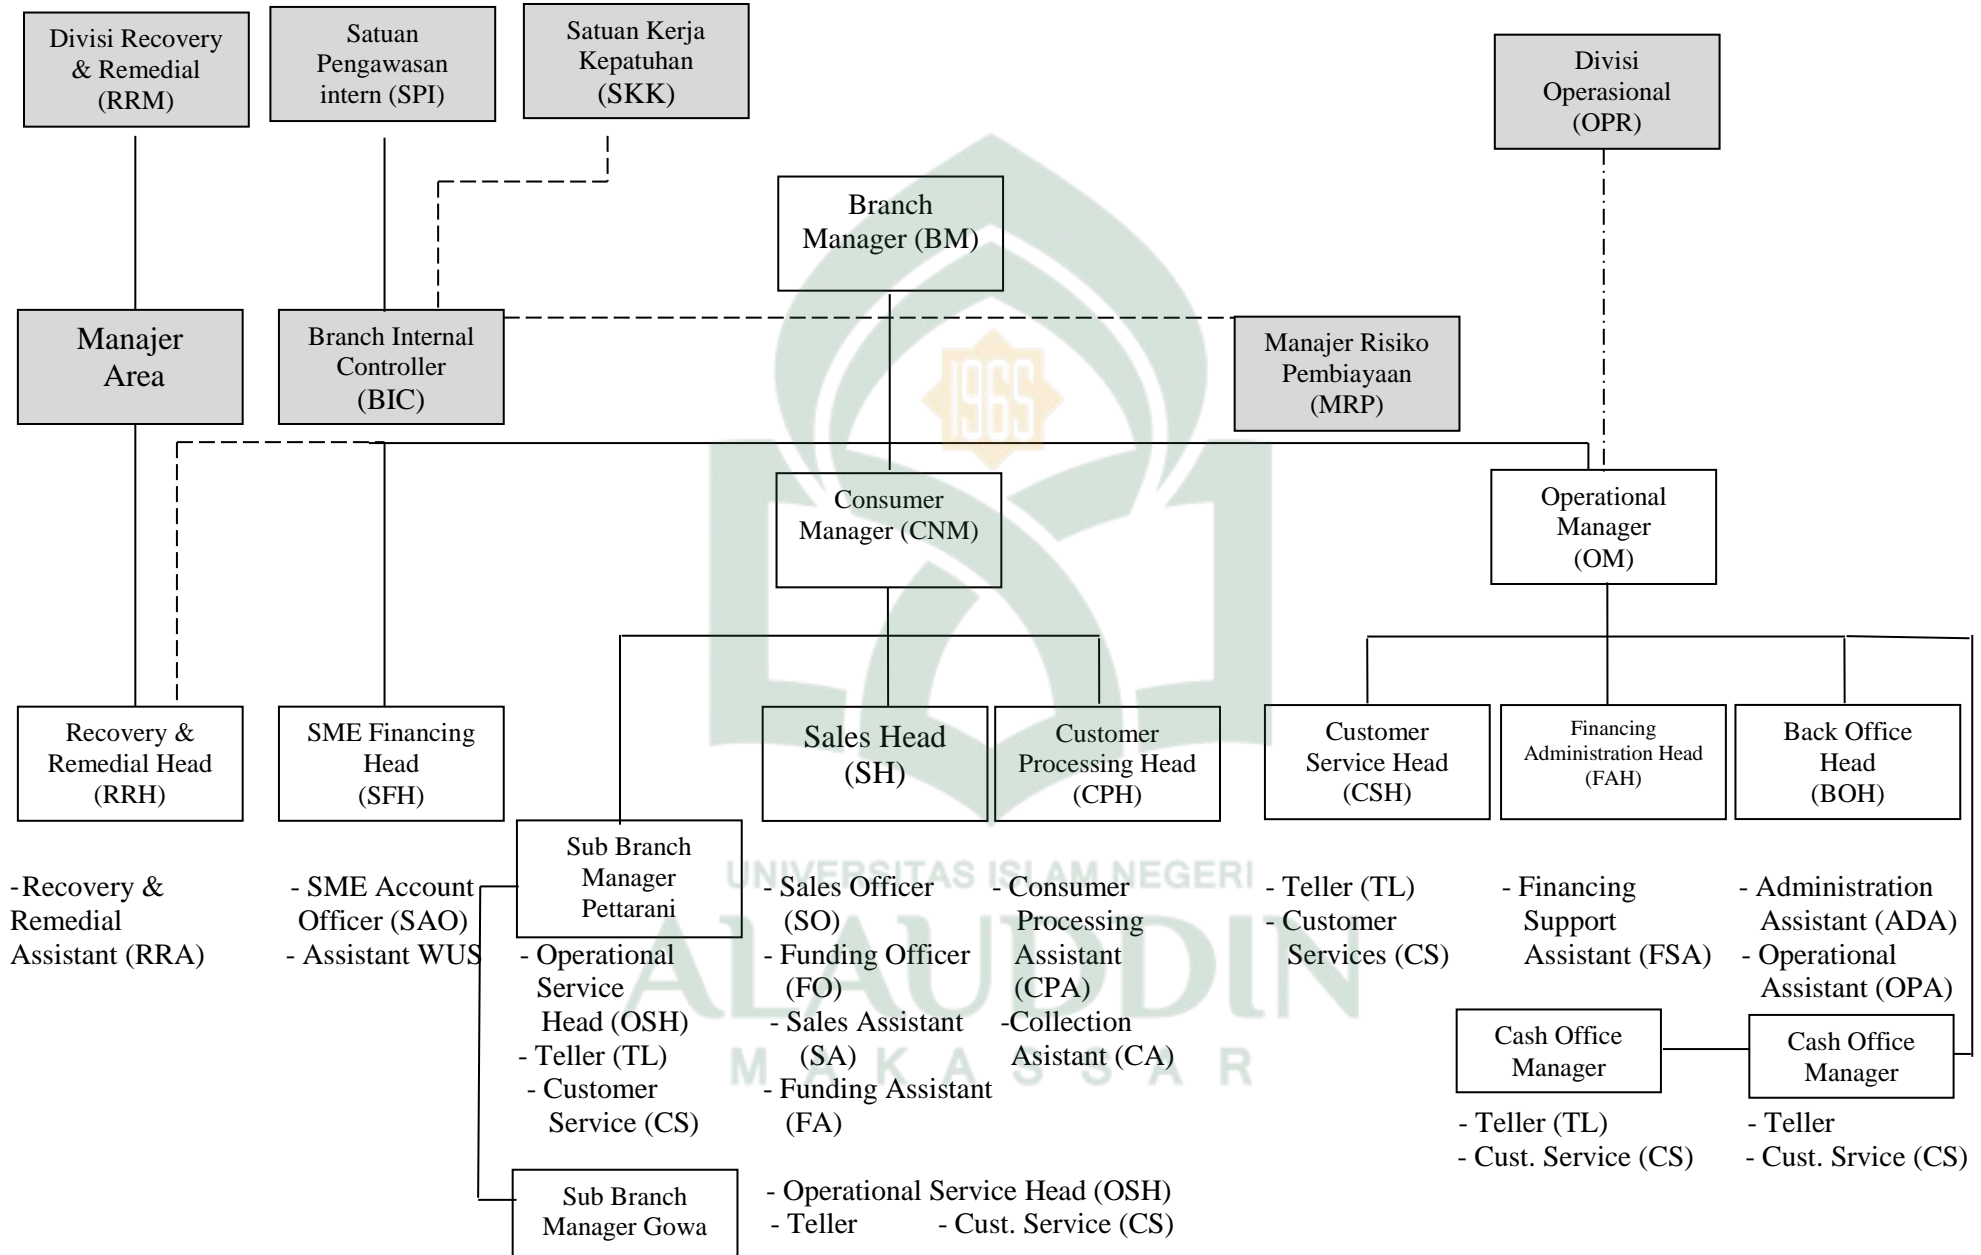 Divisi Recovery
& Remedial
(RRM)
Satuan
Pengawasan
intern (SPI)
Satuan Kerja
Kepatuhan
(SKK)
Divisi
Operasional
(OPR)
Branch
Manager (BM)
Manajer
Area
Branch Internal
Controller
(BIC)
Manajer Risiko
Pembiayaan
(MRP)
1965
Consumer
Manager (CNM)
Operational
Manager
(OM)
Recovery &
Remedial Head
(RRH)
SME Financing
Head
(SFH)
Sales Head
(SH)
Customer
Processing Head
(CPH)
Customer
Service Head
(CSH)
Financing
Administration Head
(FAH)
Back Office
Head
(BOH)
Sub Branch
Manager
Pettarani
UNIVERSITAS ISLAM NEGERI
ALAUDDIN
MAKASSAR
-Recovery &
Remedial
Assistant (RRA)
- SME Account
Officer (SAO)
- Assistant WUS
- Operational
Service
Head (OSH)
- Teller (TL)
- Customer
Service (CS)
- Sales Officer
(SO)
- Funding Officer
(FO)
- Sales Assistant
(SA)
- Funding Assistant
(FA)
- Consumer
Processing
Assistant
(CPA)
-Collection
Asistant (CA)
- Teller (TL)
- Customer
Services (CS)
- Financing
Support
Assistant (FSA)
- Administration
Assistant (ADA)
- Operational
Assistant (OPA)
Cash Office
Manager
Cash Office
Manager
- Teller (TL)
- Cust. Service (CS)
- Teller
- Cust. Srvice (CS)
Sub Branch
Manager Gowa
- Operational Service Head (OSH)
- Teller - Cust. Service (CS)